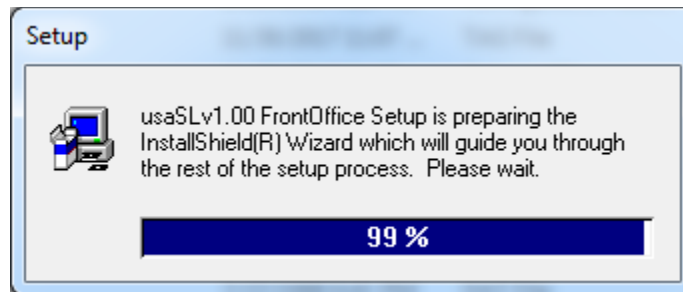 Setup
usaSLv1.00 FrontOffice Setup is preparing the
InstallShield(R) Wizard which will guide you through
the rest of the setup process.  Please wait.
99 %